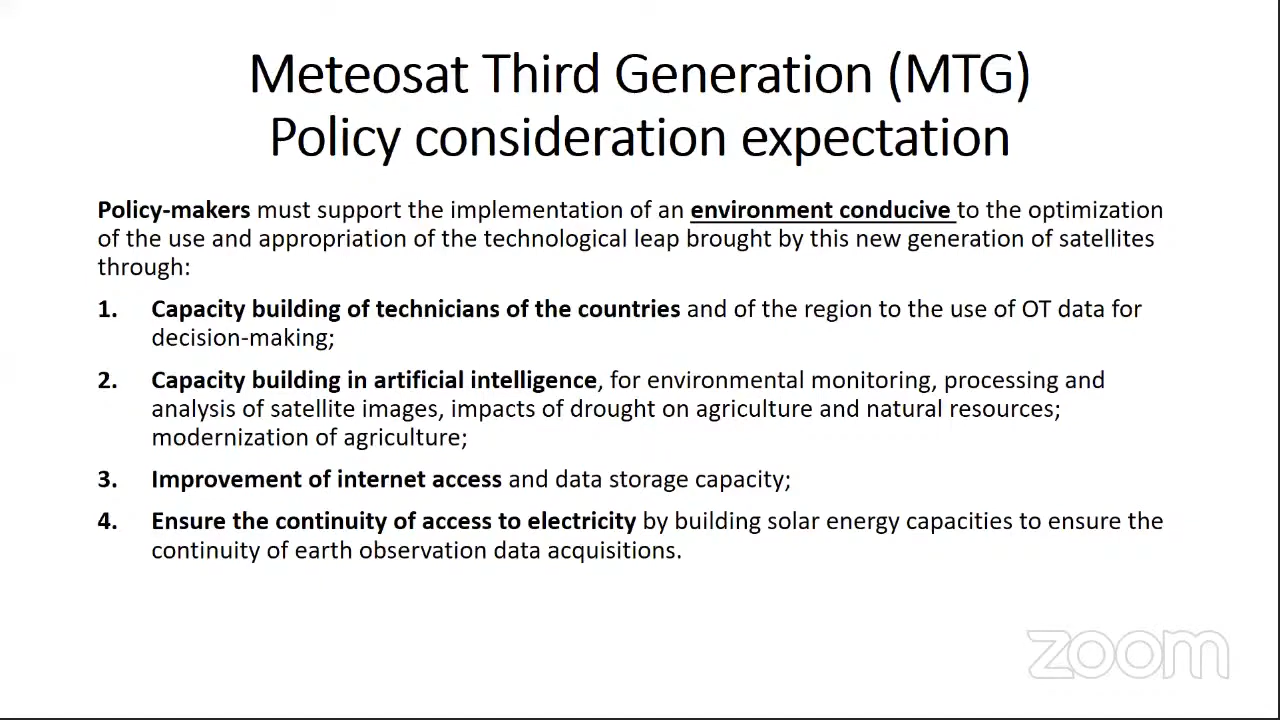 Meteosat Third Generation (MTG)
Policy consideration expectation
Policy-makers must support the implementation of an environment conducive to the optimization
of the use and appropriation of the technological leap brought by this new generation of satellites
through:
1. Capacity building of technicians of the countries and of the region to the use of OT data for
decision-making;
2. Capacity building in artificial intelligence, for environmental monitoring, processing and
analysis of satellite images, impacts of drought on agriculture and natural resources;
modernization of agriculture;
3. Improvement of internet access and data storage capacity;
4. Ensure the continuity of access to electricity by building solar energy capacities to ensure the
continuity of earth observation data acquisitions.
zoom